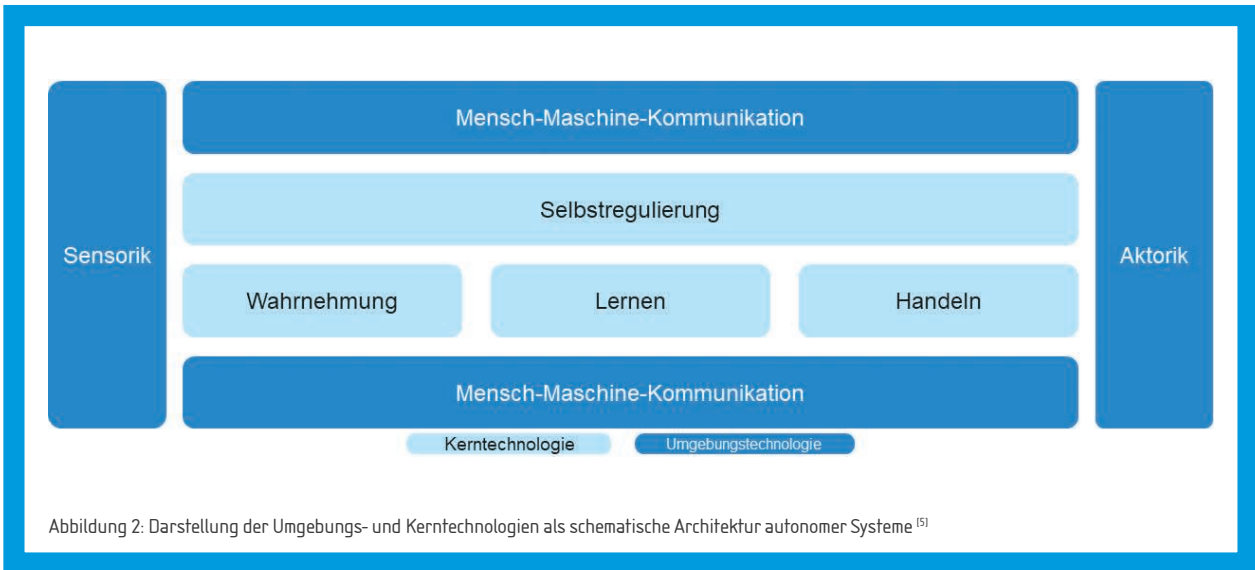 Mensch-Maschine-Kommunikation
Selbstregulierung
Sensorik
Aktorik
Wahrnehmung
Lernen
Handeln
Mensch-Maschine-Kommunikation
Kerntechnologie
Umgebungstechnologie
Abbildung 2: Darstellung der Umgebungs- und Kerntechnologien als schematische Architektur autonomer Systeme [5]